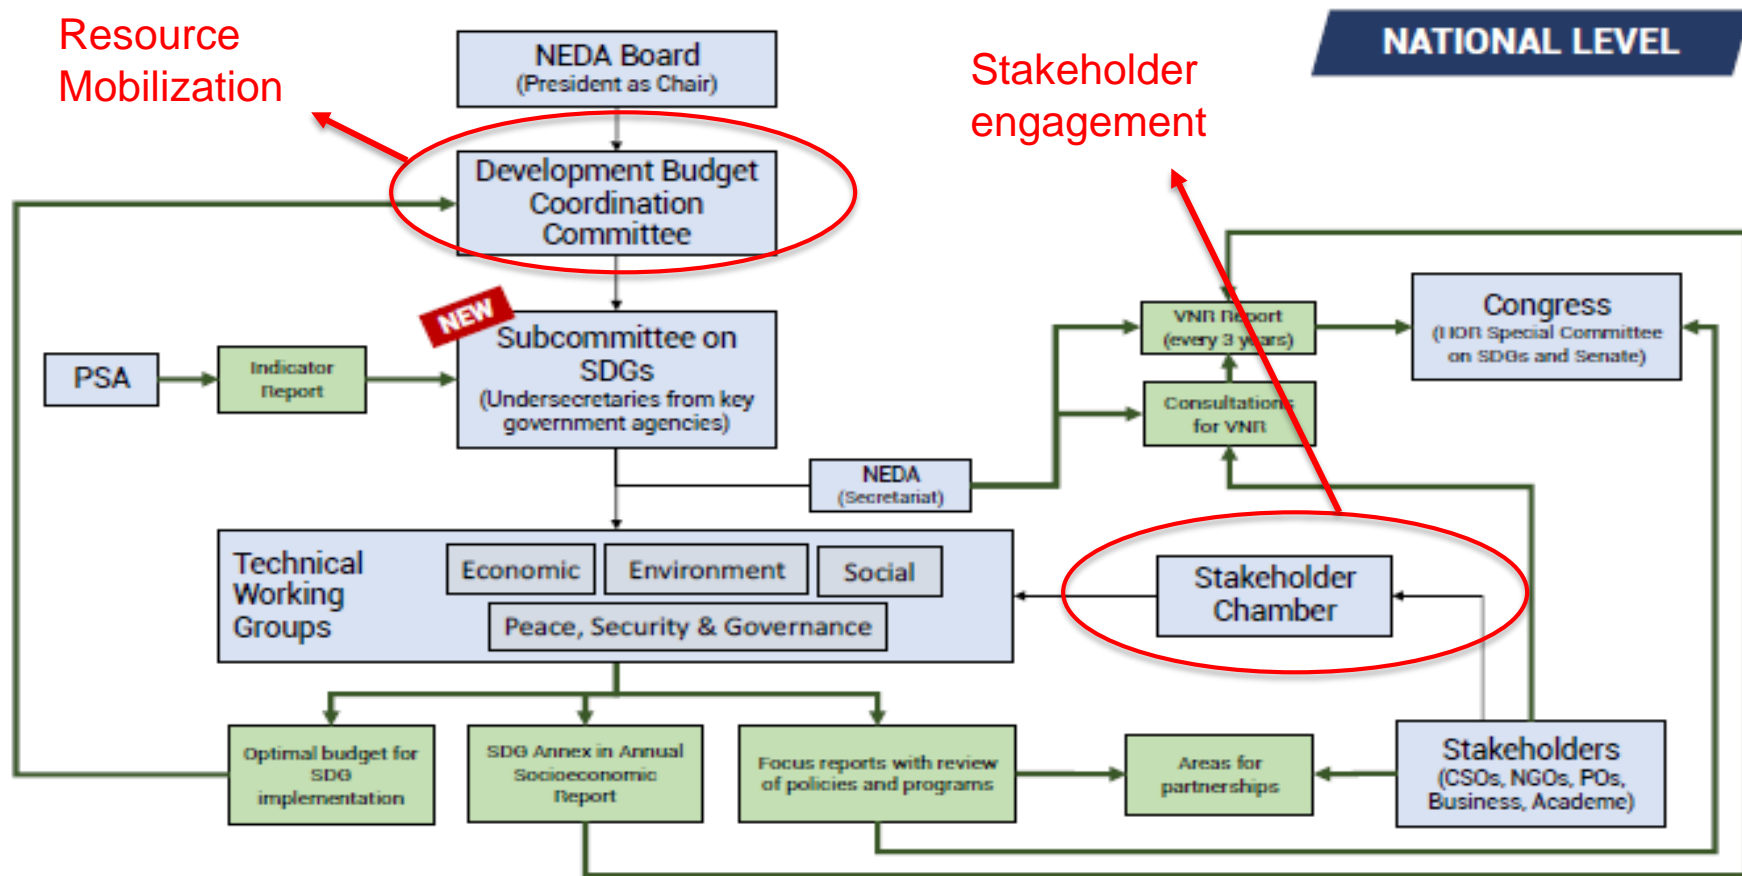 Resource
Mobilization
NEDA Board
(President as Chair)
Stakeholder
engagement
NATIONAL LEVEL
Development Budget
Coordination
Committee
NEW
Subcommittee on
SDGs
(Undersecretaries from key
government agencies)
PSA
Indicator
Report
VNR Report
(every 3 years)
Congress
(HOR Special Committee
on SDGs and Senate)
Consultations
for VNR
NEDA
(Secretariat)
Technical
Working
Groups
Economic
Environment
Social
Peace, Security & Governance
Stakeholder
Chamber
Optimal budget for
SDG
implementation
SDG Annex in Annual
Socioeconomic
Report
Focus reports with review
of policies and programs
Areas for
partnerships
Stakeholders
(CSOs, NGOs, POs,
Business, Academe)